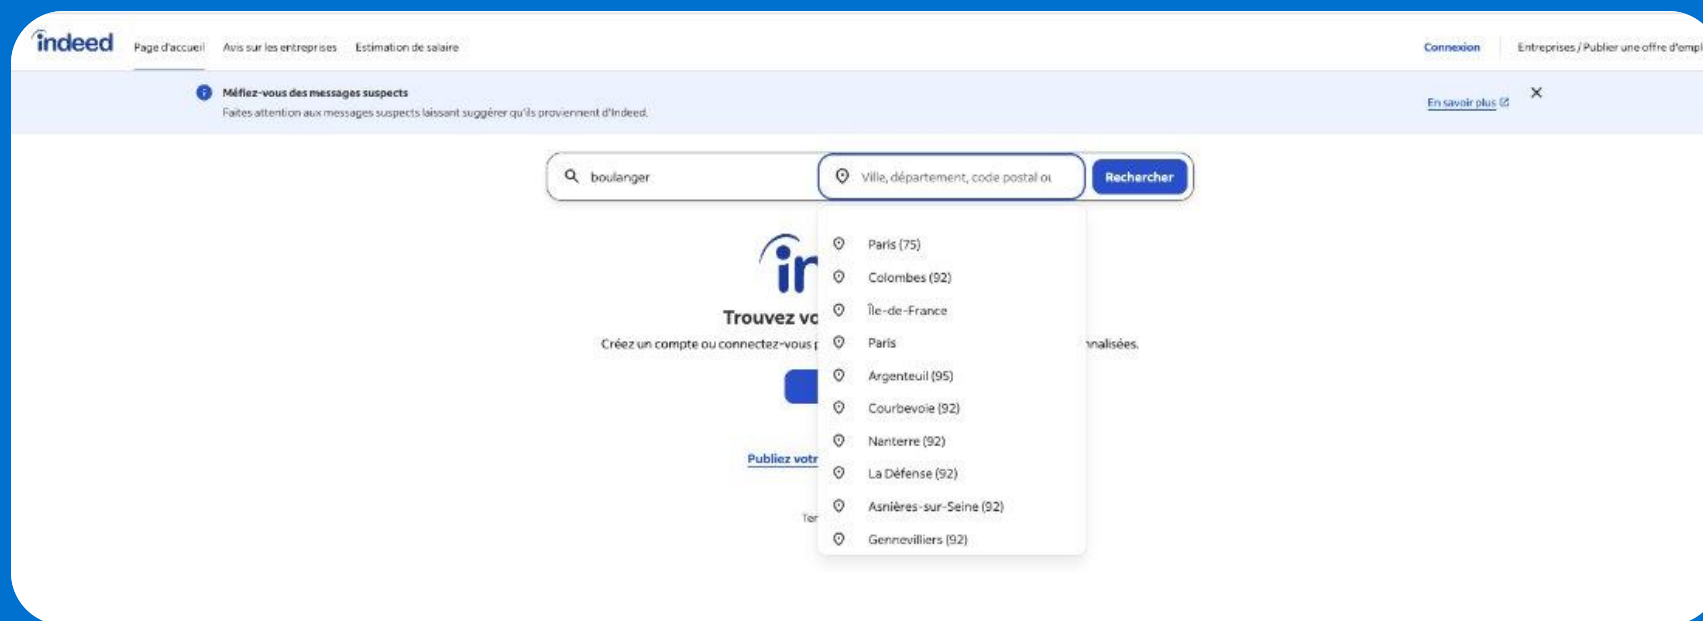 indeed
Page d'accueil Avis sur les entreprises Estimation de salaire Connexion Entreprises / Publier une offre d'empl
Méfiez-vous des messages suspects
Faites attention aux messages suspects laissant suggérer qu'ils proviennent d'Indeed.
En savoir plus
boulanger Ville, département, code postal ou Rechercher
Paris (75)
Colombes (92)
Île-de-France
Trouvez vo
Paris
Créez un compte ou connectez-vous p nnalisées.
Argenteuil (95)
Courbevoie (92)
Nanterre (92)
Publiez votr
La Défense (92)
Asnières-sur-Seine (92)
Ter
Gennevilliers (92)